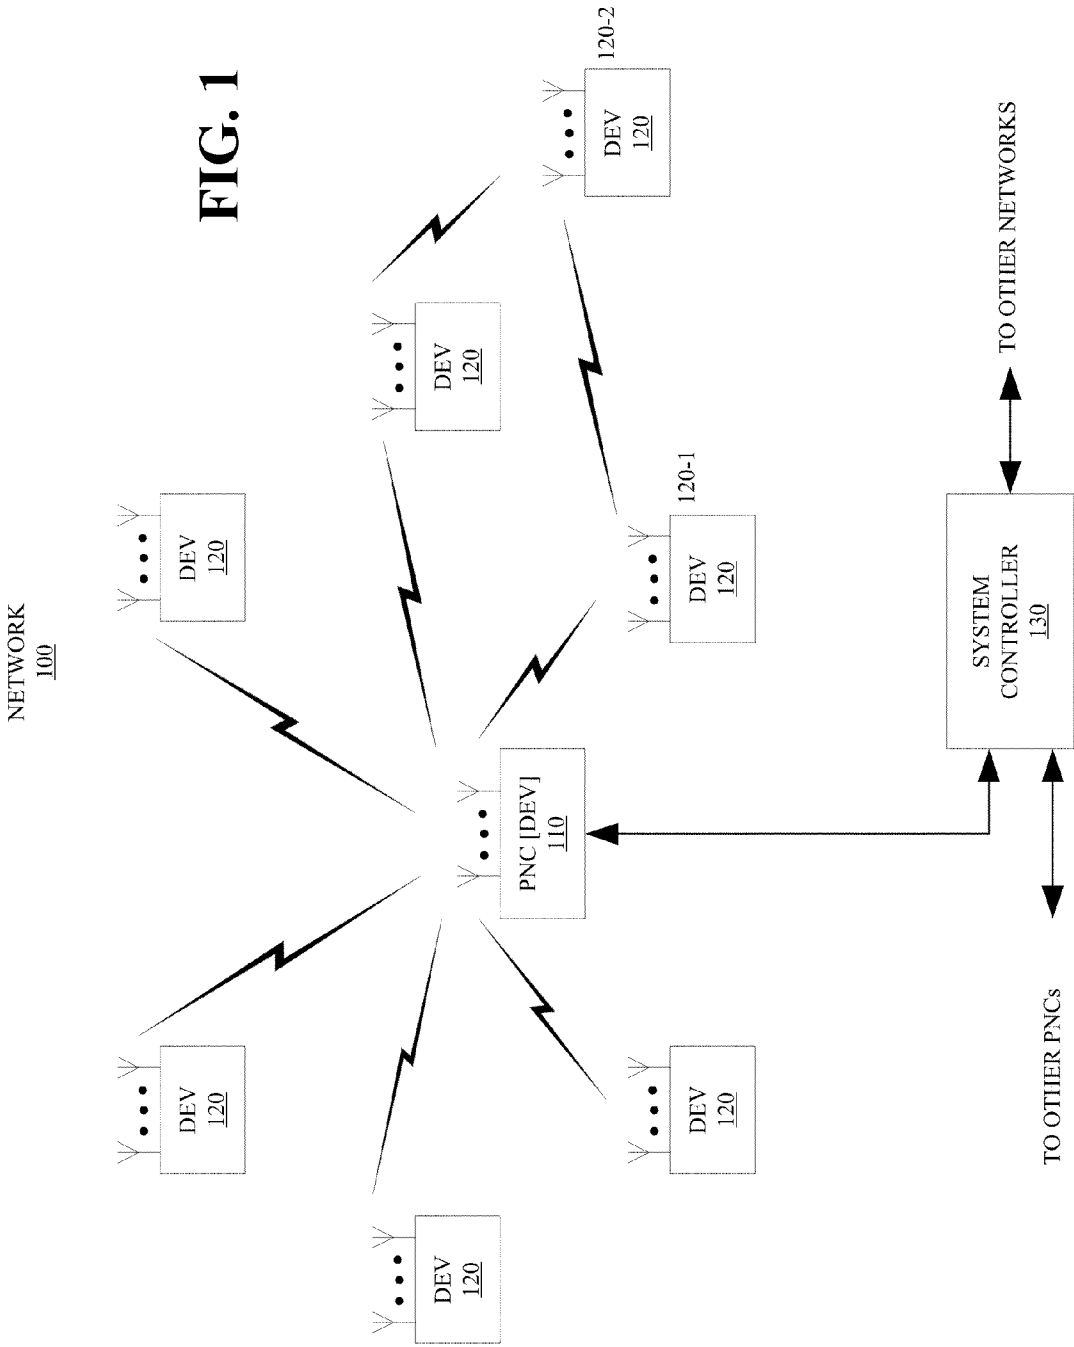 NETWORK
100
DEV
120
DEV
120
DEV
120
DEV
120
PNC [DEV]
110
DEV
120
120-2
DEV
120
DEV
120
120-1
SYSTEM
CONTROLLER
130
TO OTHER PNCs
TO OTHER NETWORKS
FIG. 1